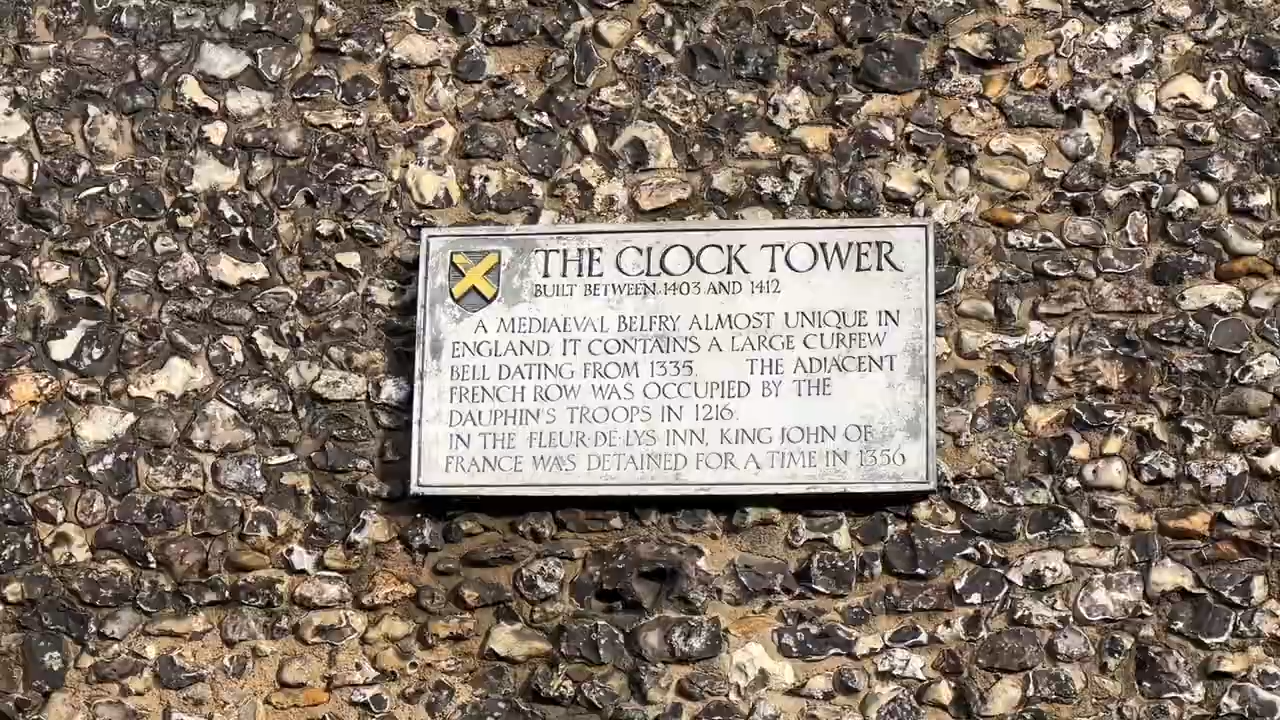 THE CLOCK TOWER
BUILT BETWEEN 1403 AND 1412
A MEDIAEVAL BELFRY ALMOST UNIQUE IN
ENGLAND. IT CONTAINS A LARGE CURFEW
BELL DATING FROM 1335. THE ADJACENT
FRENCH ROW WAS OCCUPIED BY THE
DAUPHIN'S TROOPS IN 1216.
IN THE FLEUR-DE-LYS INN, KING JOHN OF
FRANCE WAS DETAINED FOR A TIME IN 1356